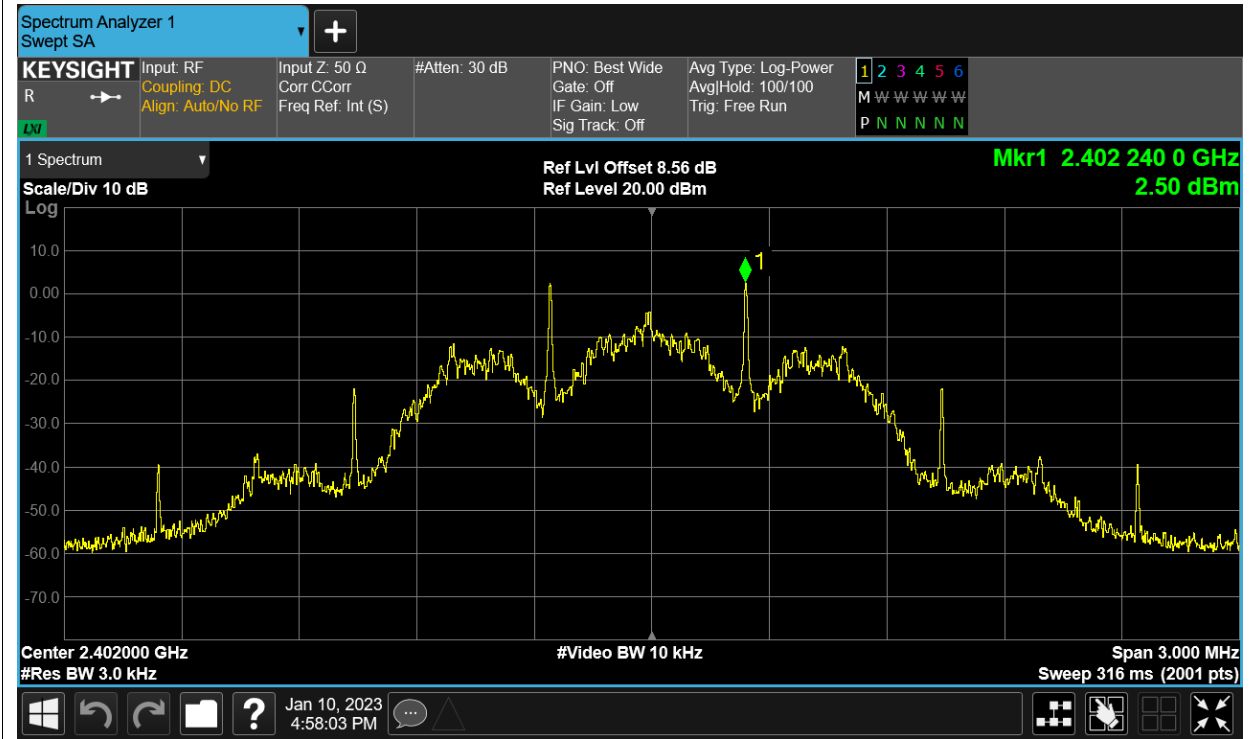 Spectrum Analyzer 1
Swept SA
KEYSIGHT
R
LXI
Input: RF
Coupling: DC
Align: Auto/No RF
Input Z: 50 Ω
Corr CCorr
Freq Ref: Int (S)
#Atten: 30 dB
PNO: Best Wide
Gate: Off
IF Gain: Low
Sig Track: Off
Avg Type: Log-Power
Avg|Hold: 100/100
Trig: Free Run
1 2 3 4 5 6
M W W W W W
P N N N N N
1 Spectrum
Scale/Div 10 dB
Log
Ref Lvl Offset 8.56 dB
Ref Level 20.00 dBm
Mkr1 2.402 240 0 GHz
2.50 dBm
1
10.0
0.00
-10.0
-20.0
-30.0
-40.0
-50.0
-60.0
-70.0
Center 2.402000 GHz
#Video BW 10 kHz
Span 3.000 MHz
#Res BW 3.0 kHz
Sweep 316 ms (2001 pts)
?
Jan 10, 2023
4:58:03 PM